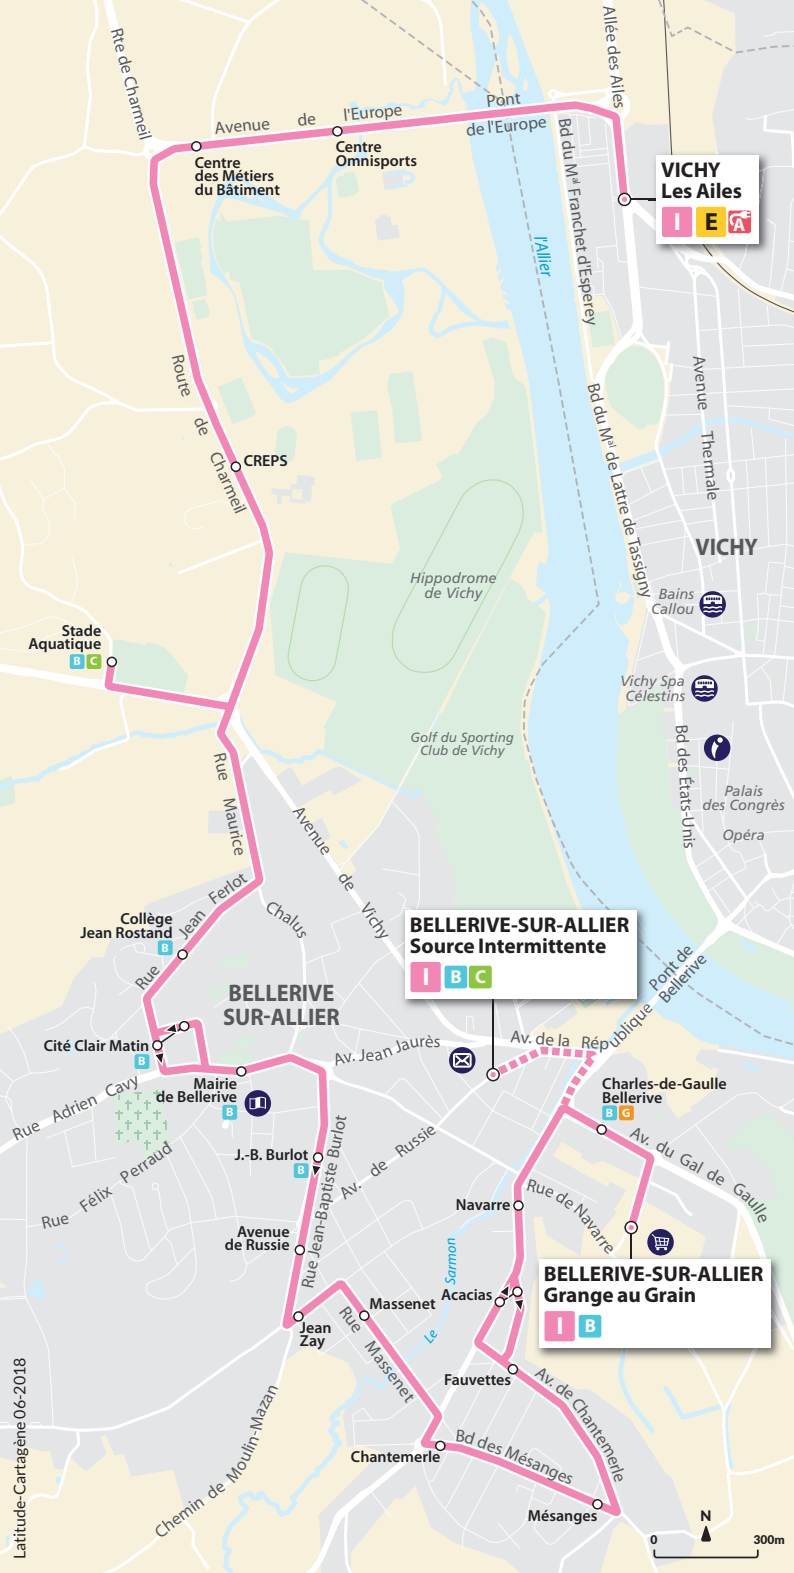 Rte de Charmeil
Allée des Ailes
Avenue de l'Europe
Pont
de l'Europe
Centre
des Métiers
du Bâtiment
Centre
Omnisports
VICHY
Les Ailes
I E A
l'Allier
Bd du Mal Franchet d'Esperey
Route de Charmeil
Avenue Thermale
Bd du Mal de Lattre de Tassigny
CREPS
VICHY
Hippodrome
de Vichy
Bains
Callou
Stade
Aquatique
B C
Vichy Spa
Célestins
Golf du Sporting
Club de Vichy
Bd des États-Unis
Palais
des Congrès
Opéra
Rue Maurice
Chalus
Avenue de Vichy
Rue Jean Ferlot
Collège
Jean Rostand
B
BELLERIVE-SUR-ALLIER
Source Intermittente
I B C
Pont de
Bellerive
BELLERIVE
SUR-ALLIER
Cité Clair Matin
B
Av. Jean Jaurès
Av. de la République
Mairie
de Bellerive
B
Rue Adrien Cavy
Charles-de-Gaulle
Bellerive
B G
Av. du Gal de Gaulle
Rue Félix Perraud
J.-B. Burlot
B
Rue Jean-Baptiste Burlot
Av. de Russie
Navarre
Rue de Navarre
Avenue
de Russie
Le Sarmon
Acacias
BELLERIVE-SUR-ALLIER
Grange au Grain
I B
Massenet
Jean
Zay
Rue Massenet
Fauvettes
Av. de Chantemerle
Chantemerle
Bd des Mésanges
Mésanges
Chemin de Moulin-Mazan
Latitude-Cartagène 06-2018
N
0 300m